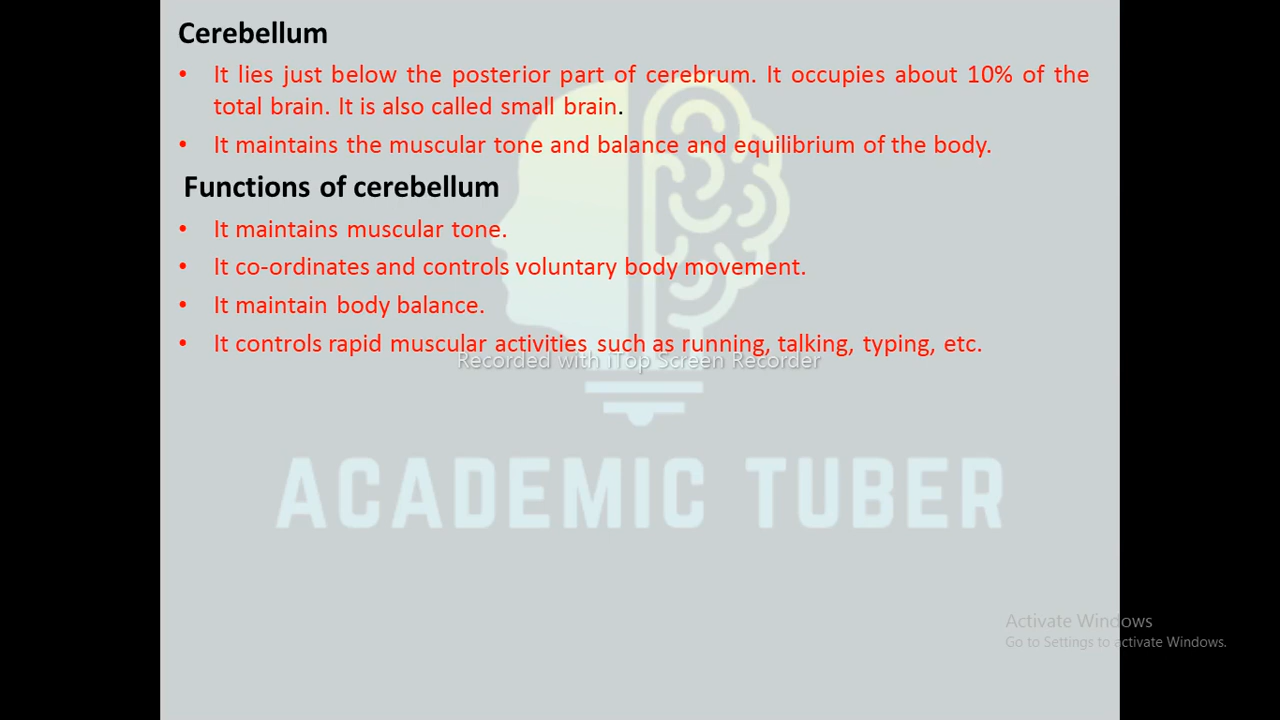 Cerebellum
• It lies just below the posterior part of cerebrum. It occupies about 10% of the
total brain. It is also called small brain.
• It maintains the muscular tone and balance and equilibrium of the body.
Functions of cerebellum
• It maintains muscular tone.
• It co-ordinates and controls voluntary body movement.
• It maintain body balance.
• It controls rapid muscular activities such as running, talking, typing, etc.
Recorded with iTop Screen Recorder
ACADEMIC TUBER
Activate Windows
Go to Settings to activate Windows.